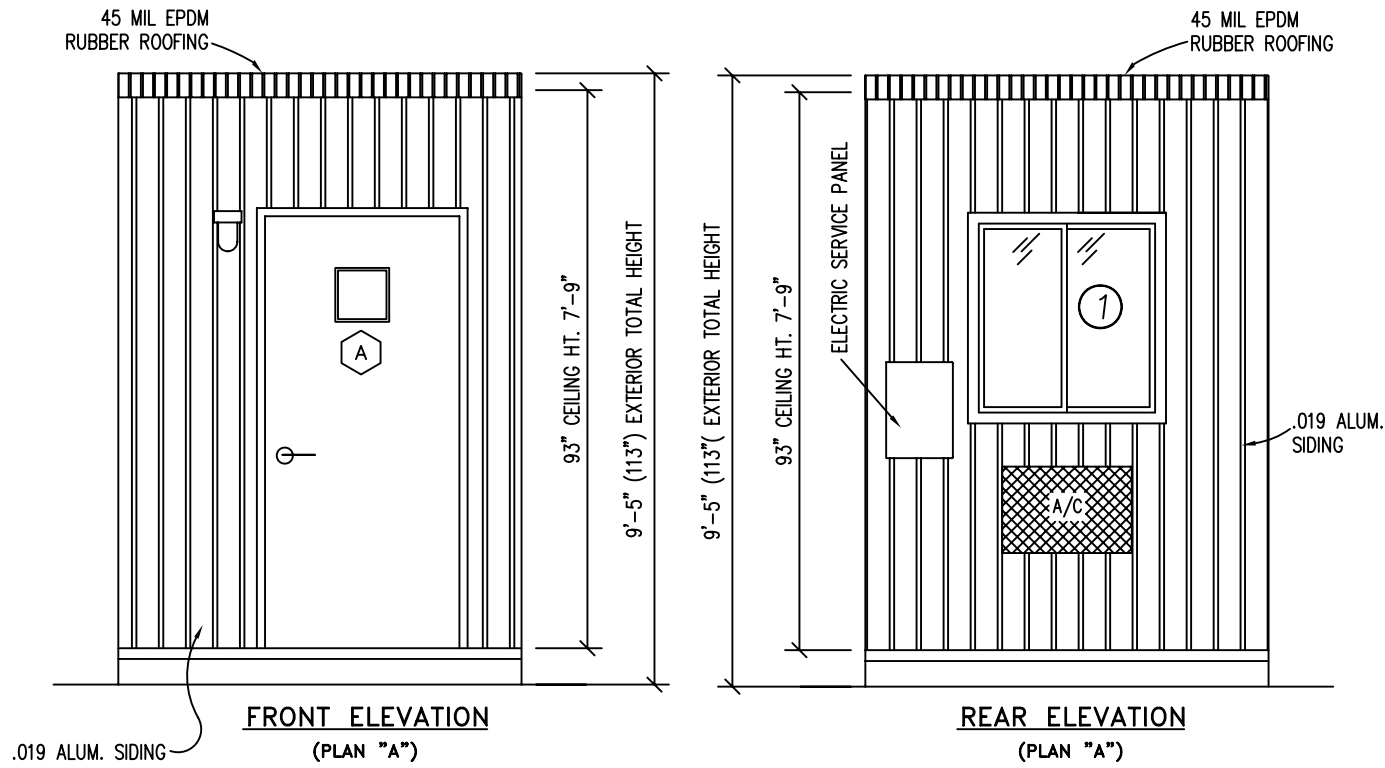 45 MIL EPDM
RUBBER ROOFING
A
93" CEILING HT. 7'-9"
9'-5" (113") EXTERIOR TOTAL HEIGHT
.019 ALUM. SIDING
FRONT ELEVATION
(PLAN "A")
45 MIL EPDM
RUBBER ROOFING
9'-5" (113"( EXTERIOR TOTAL HEIGHT
93" CEILING HT. 7'-9"
ELECTRIC SERVICE PANEL
1
A/C
.019 ALUM.
SIDING
REAR ELEVATION
(PLAN "A")